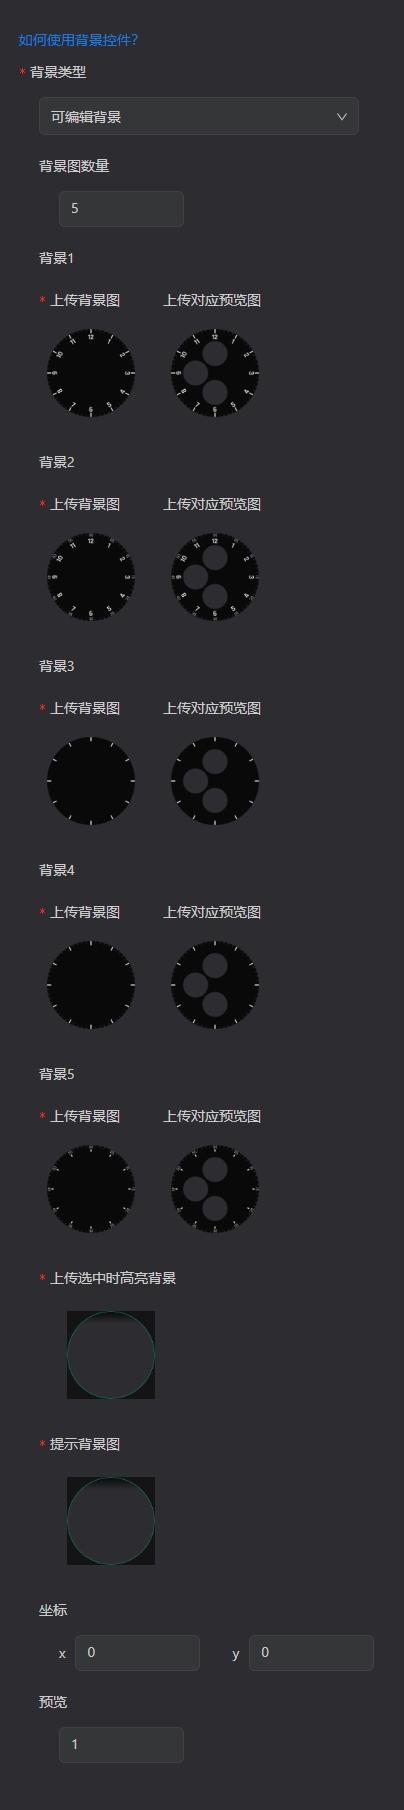 如何使用背景控件?
* 背景类型
可编辑背景
背景图数量
5
背景1
* 上传背景图 上传对应预览图
背景2
* 上传背景图 上传对应预览图
背景3
* 上传背景图 上传对应预览图
背景4
* 上传背景图 上传对应预览图
背景5
* 上传背景图 上传对应预览图
* 上传选中时高亮背景
* 提示背景图
坐标
x 0 y 0
预览
1